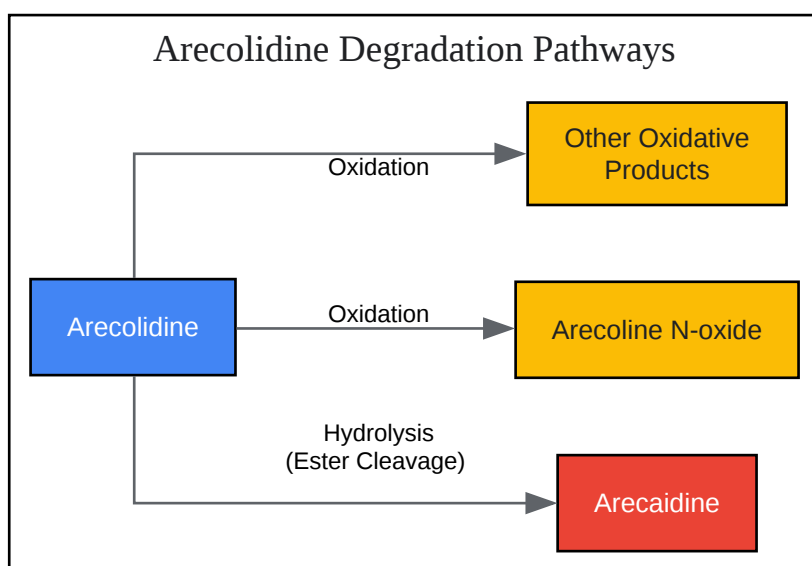 Arecolidine Degradation Pathways
Other Oxidative
Products
Oxidation
Arecolidine
Oxidation
Arecoline N-oxide
Hydrolysis
(Ester Cleavage)
Arecaidine